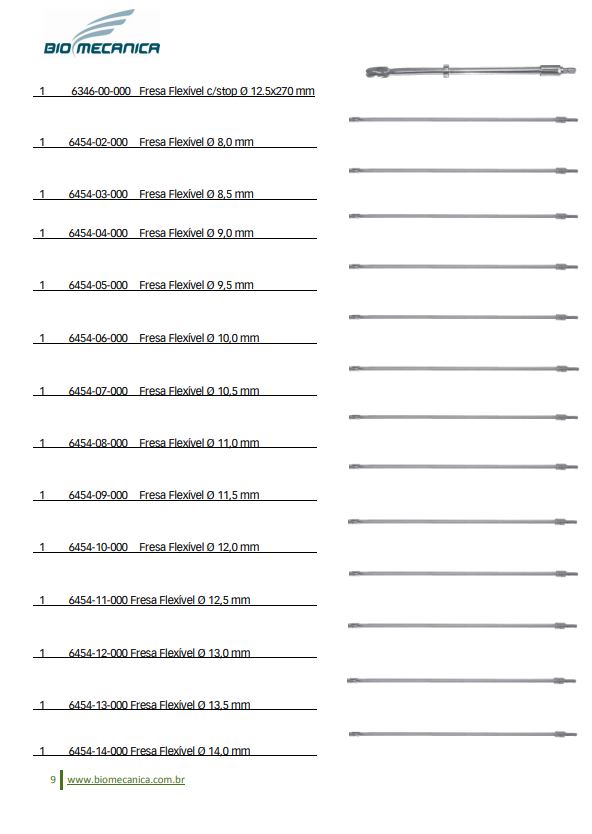 BIOMECANICA
1 6346-00-000 Fresa Flexível c/stop Ø 12.5x270 mm
1 6454-02-000 Fresa Flexível Ø 8,0 mm
1 6454-03-000 Fresa Flexível Ø 8,5 mm
1 6454-04-000 Fresa Flexível Ø 9,0 mm
1 6454-05-000 Fresa Flexível Ø 9,5 mm
1 6454-06-000 Fresa Flexível Ø 10,0 mm
1 6454-07-000 Fresa Flexível Ø 10,5 mm
1 6454-08-000 Fresa Flexível Ø 11,0 mm
1 6454-09-000 Fresa Flexível Ø 11,5 mm
1 6454-10-000 Fresa Flexível Ø 12,0 mm
1 6454-11-000 Fresa Flexível Ø 12,5 mm
1 6454-12-000 Fresa Flexível Ø 13,0 mm
1 6454-13-000 Fresa Flexível Ø 13,5 mm
1 6454-14-000 Fresa Flexível Ø 14,0 mm
9 www.biomecanica.com.br